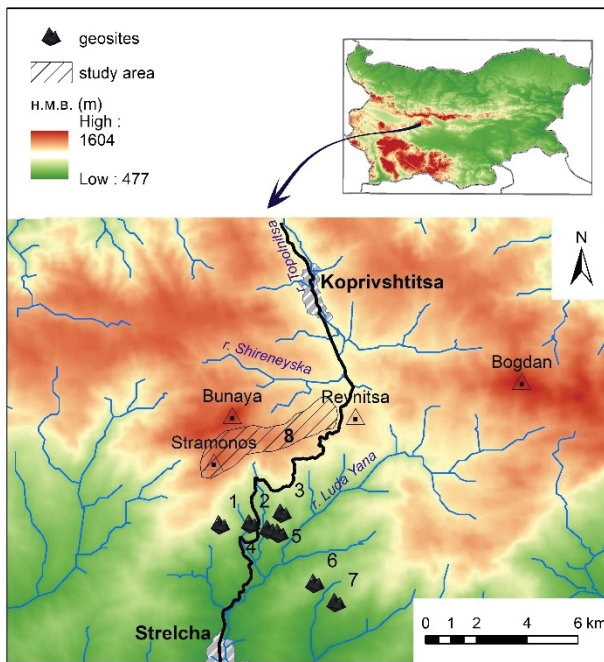 geosites
study area
н.м.в. (m)
High :
1604
Low : 477
r. Topolnitsa
N
Koprivshtitsa
r. Shireneyska
Bogdan
Bunaya
Reynitsa
Stramonos
8
3
r. Luda Yana
1
2
5
4
6
7
Strelcha
0 2 4 6 km